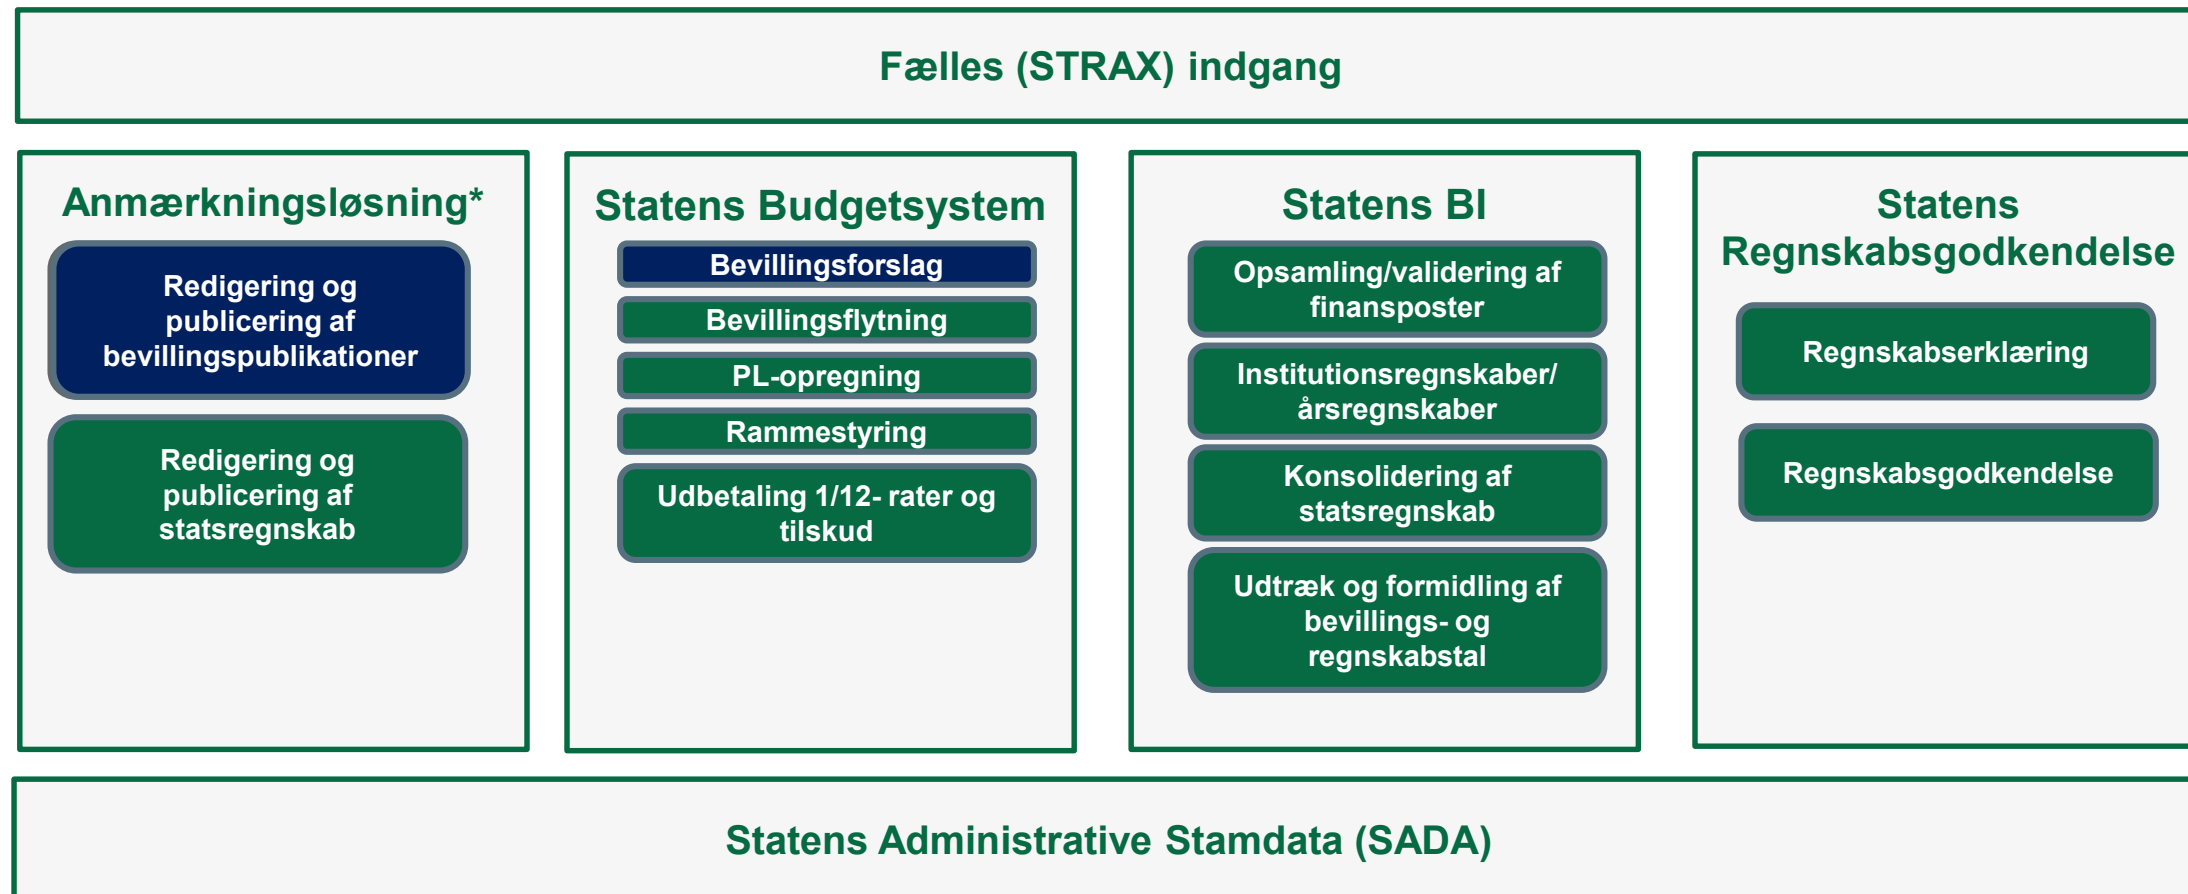 Fælles (STRAX) indgang
Anmærkningsløsning*
Redigering og
publicering af
bevillingspublikationer
Redigering og
publicering af
statsregnskab
Statens Budgetsystem
Bevillingsforslag
Bevillingsflytning
PL-opregning
Rammestyring
Udbetaling 1/12- rater og
tilskud
Statens BI
Opsamling/validering af
finansposter
Institutionsregnskaber/
årsregnskaber
Konsolidering af
statsregnskab
Udtræk og formidling af
bevillings- og
regnskabstal
Statens
Regnskabsgodkendelse
Regnskabserklæring
Regnskabsgodkendelse
Statens Administrative Stamdata (SADA)